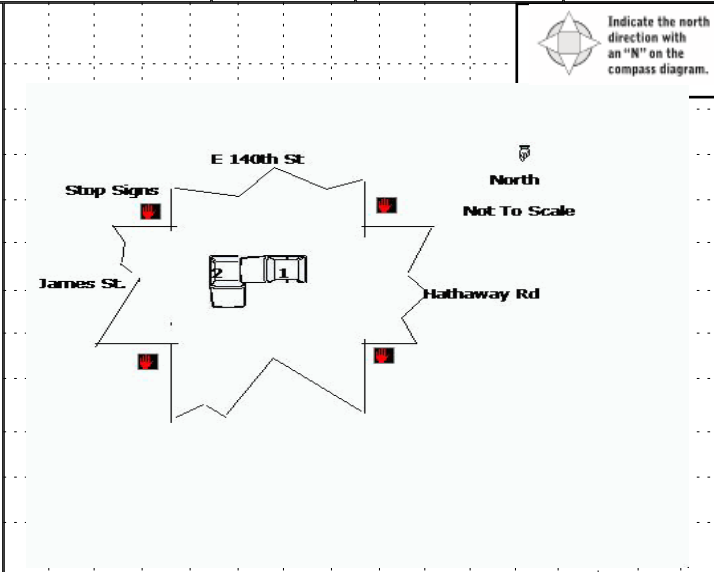 Indicate the north
direction with
an "N" on the
compass diagram.
E 140th St
North
Stop Signs
Not To Scale
2
1
James St.
Hathaway Rd